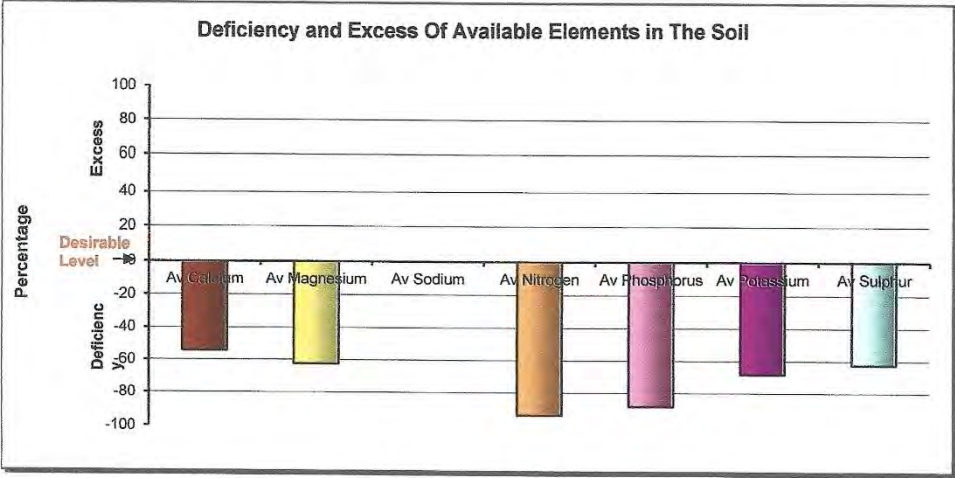 Deficiency and Excess Of Available Elements in The Soil
Percentage
Excess
Deficienc
y
Desirable
Level
100
80
60
40
20
0
-20
-40
-60
-80
-100
Av Calcium
Av Magnesium
Av Sodium
Av Nitrogen
Av Phosphorus
Av Potassium
Av Sulphur